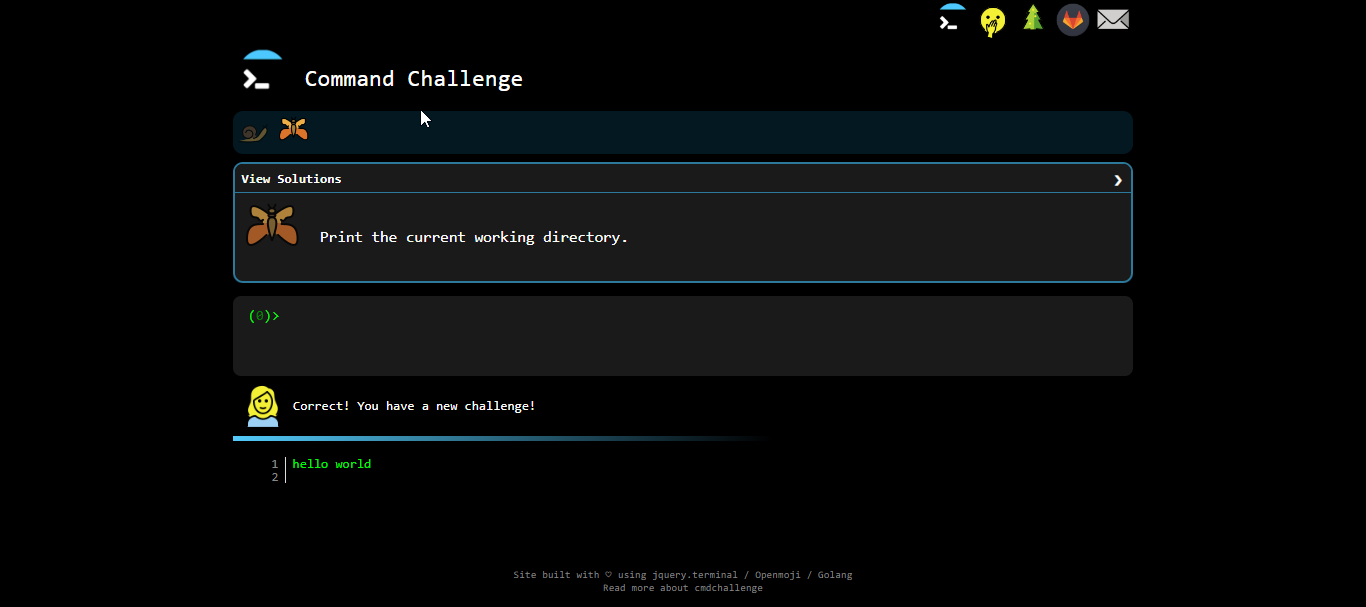 Command Challenge
View Solutions
Print the current working directory.
(0)>
Correct! You have a new challenge!
1 hello world
2
Site built with ♡ using jquery.terminal / Openmoji / Golang
Read more about cmdchallenge